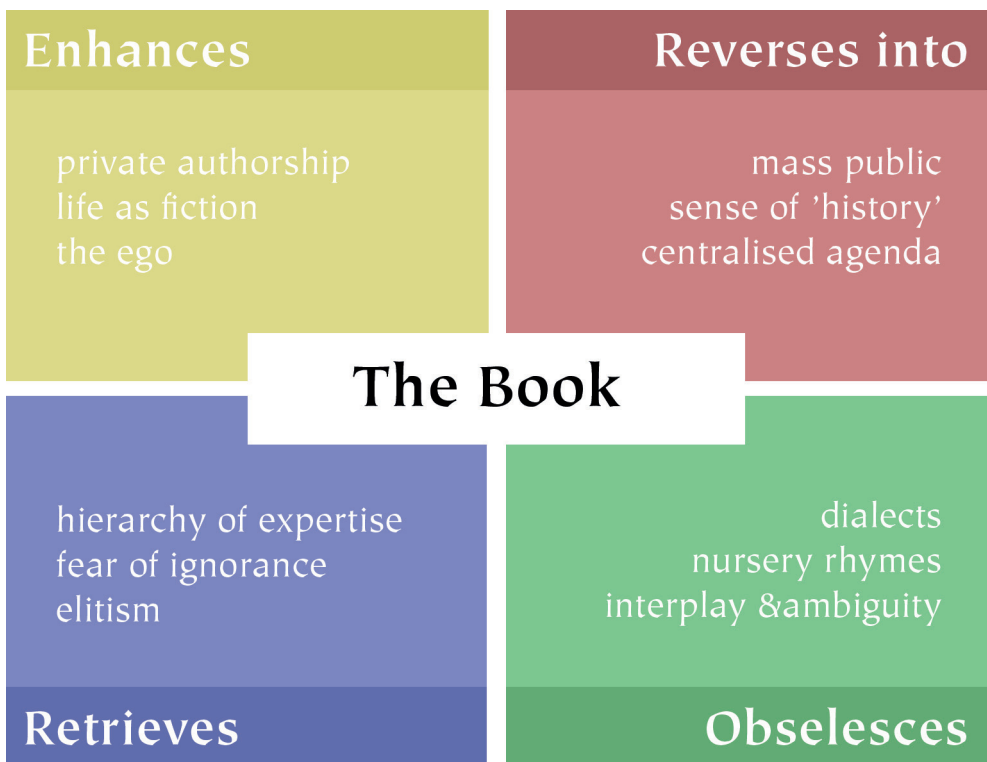 Enhances
private authorship
life as fiction
the ego
Reverses into
mass public
sense of ’history’
centralised agenda
The Book
hierarchy of expertise
fear of ignorance
elitism
Retrieves
dialects
nursery rhymes
interplay &ambiguity
Obselesces